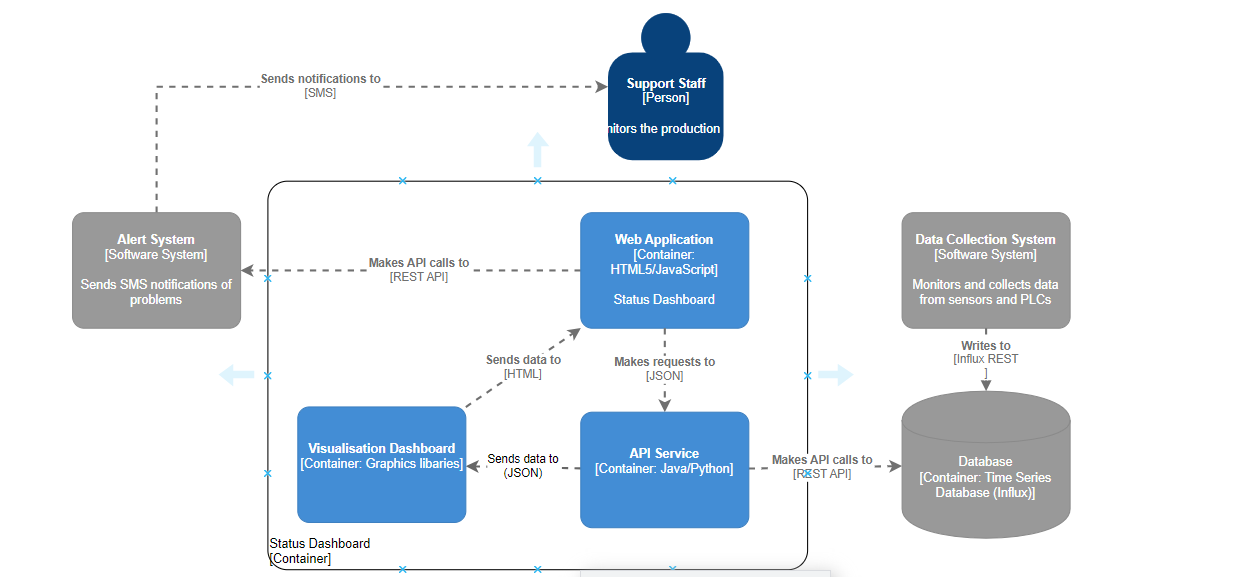 Sends notifications to
[SMS]
Support Staff
[Person]
nitors the production
Alert System
[Software System]
Sends SMS notifications of
problems
Makes API calls to
[REST API]
Web Application
[Container:
HTML5/JavaScript]
Status Dashboard
Data Collection System
[Software System]
Monitors and collects data
from sensors and PLCs
Sends data to
[HTML]
Makes requests to
[JSON]
Writes to
[Influx REST
]
Visualisation Dashboard
[Container: Graphics libaries]
Sends data to
(JSON)
API Service
[Container: Java/Python]
Makes API calls to
[REST API]
Database
[Container: Time Series
Database (Influx)]
Status Dashboard
[Container]